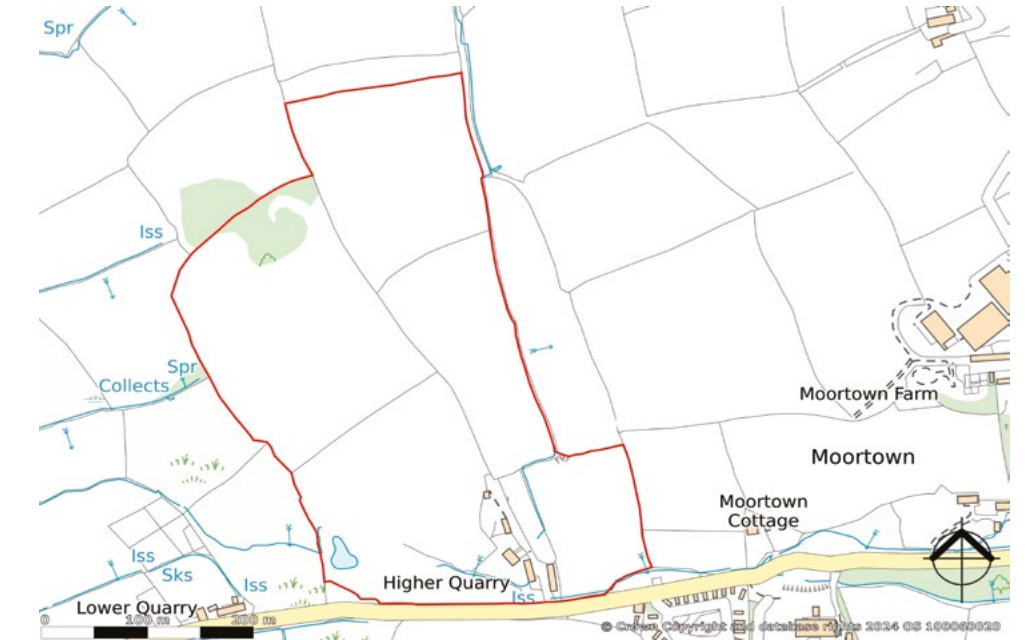 Spr
Iss
Spr
Collects
Moortown Farm
Moortown
Moortown
Cottage
Iss
Sks
Iss
Higher Quarry
Iss
Lower Quarry
0 100 m 200 m
© Crown Copyright and database rights 2024 OS 100060020